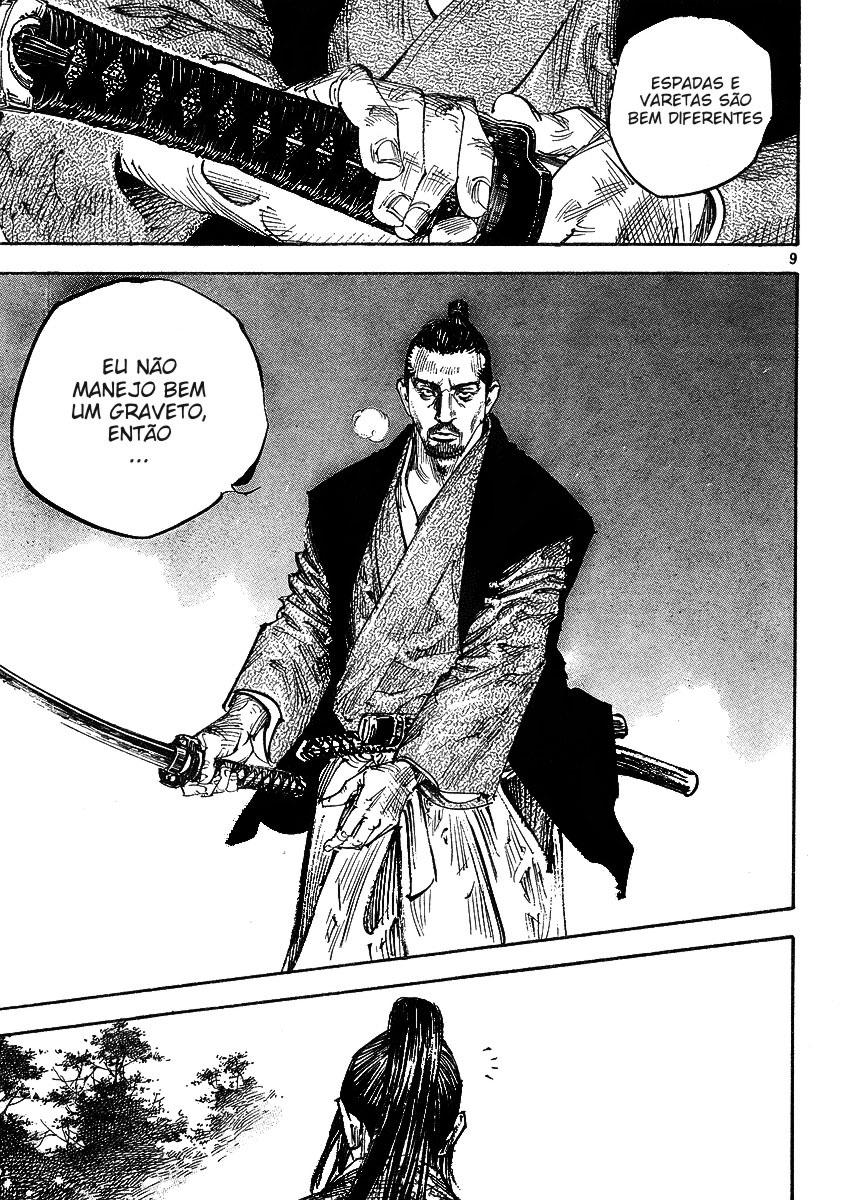 ESPADAS E
VARETAS SÃO
BEM DIFERENTES
9
EU NÃO
MANEJO BEM
UM GRAVETO,
ENTÃO
...